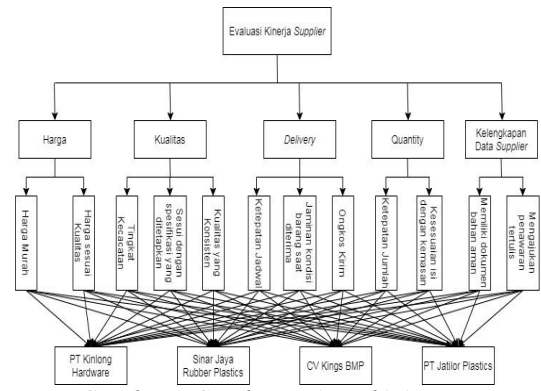 Evaluasi Kinerja Supplier
Harga
Kualitas
Delivery
Quantity
Kelengkapan
Data Supplier
Harga Murah
Harga sesuai
Kualitas
Tingkat
Kecacatan
Sesui dengan
spesifikasi yang
ditetapkan
Kualitas yang
Konsisten
Ketepatan Jadwal
Jaminan kondisi
barang saat
diterima
Ongkos Kirim
Ketepatan Jumlah
Kesesuaian isi
dengan kemasan
Memiliki dokumen
bahan aman
Mengajukan
penawaran
tertulis
PT Kinlong
Hardware
Sinar Jaya
Rubber Plastics
CV Kings BMP
PT Jatilor Plastics